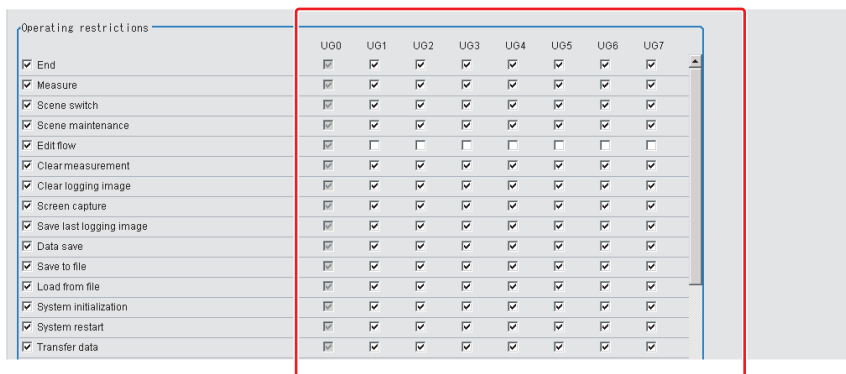 Operating restrictions
UG0 UG1 UG2 UG3 UG4 UG5 UG6 UG7
End
Measure
Scene switch
Scene maintenance
Edit flow
Clear measurement
Clear logging image
Screen capture
Save last logging image
Data save
Save to file
Load from file
System initialization
System restart
Transfer data